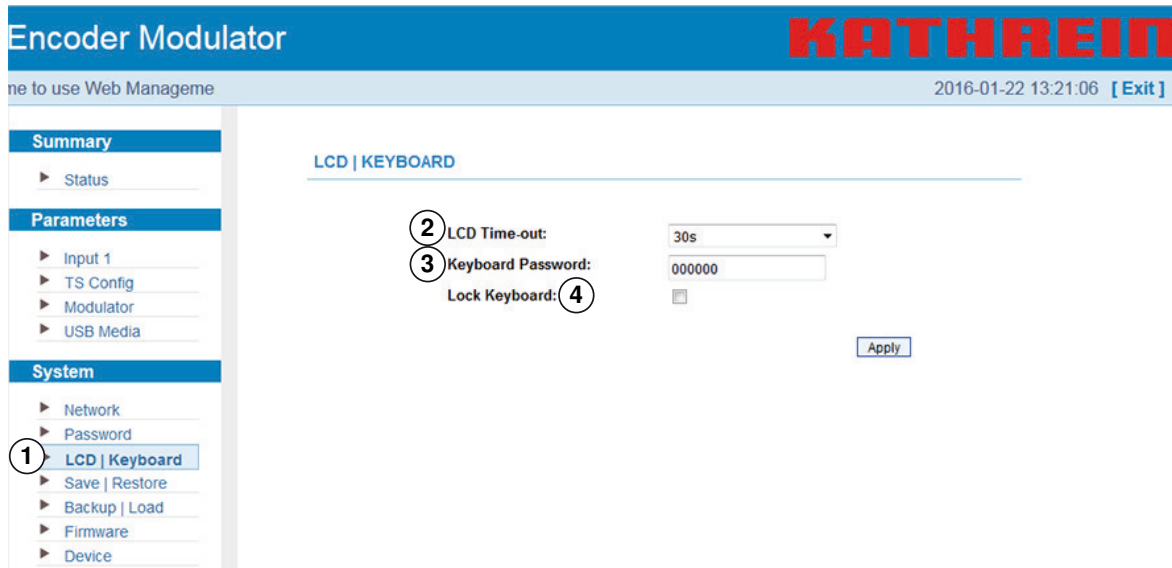 Encoder Modulator
KATHREIN
me to use Web Manageme
2016-01-22 13:21:06 [ Exit ]
Summary
Status
Parameters
Input 1
TS Config
Modulator
USB Media
System
Network
Password
1
LCD | Keyboard
Save | Restore
Backup | Load
Firmware
Device
LCD | KEYBOARD
2 LCD Time-out: 30s
3 Keyboard Password: 000000
Lock Keyboard: 4
Apply